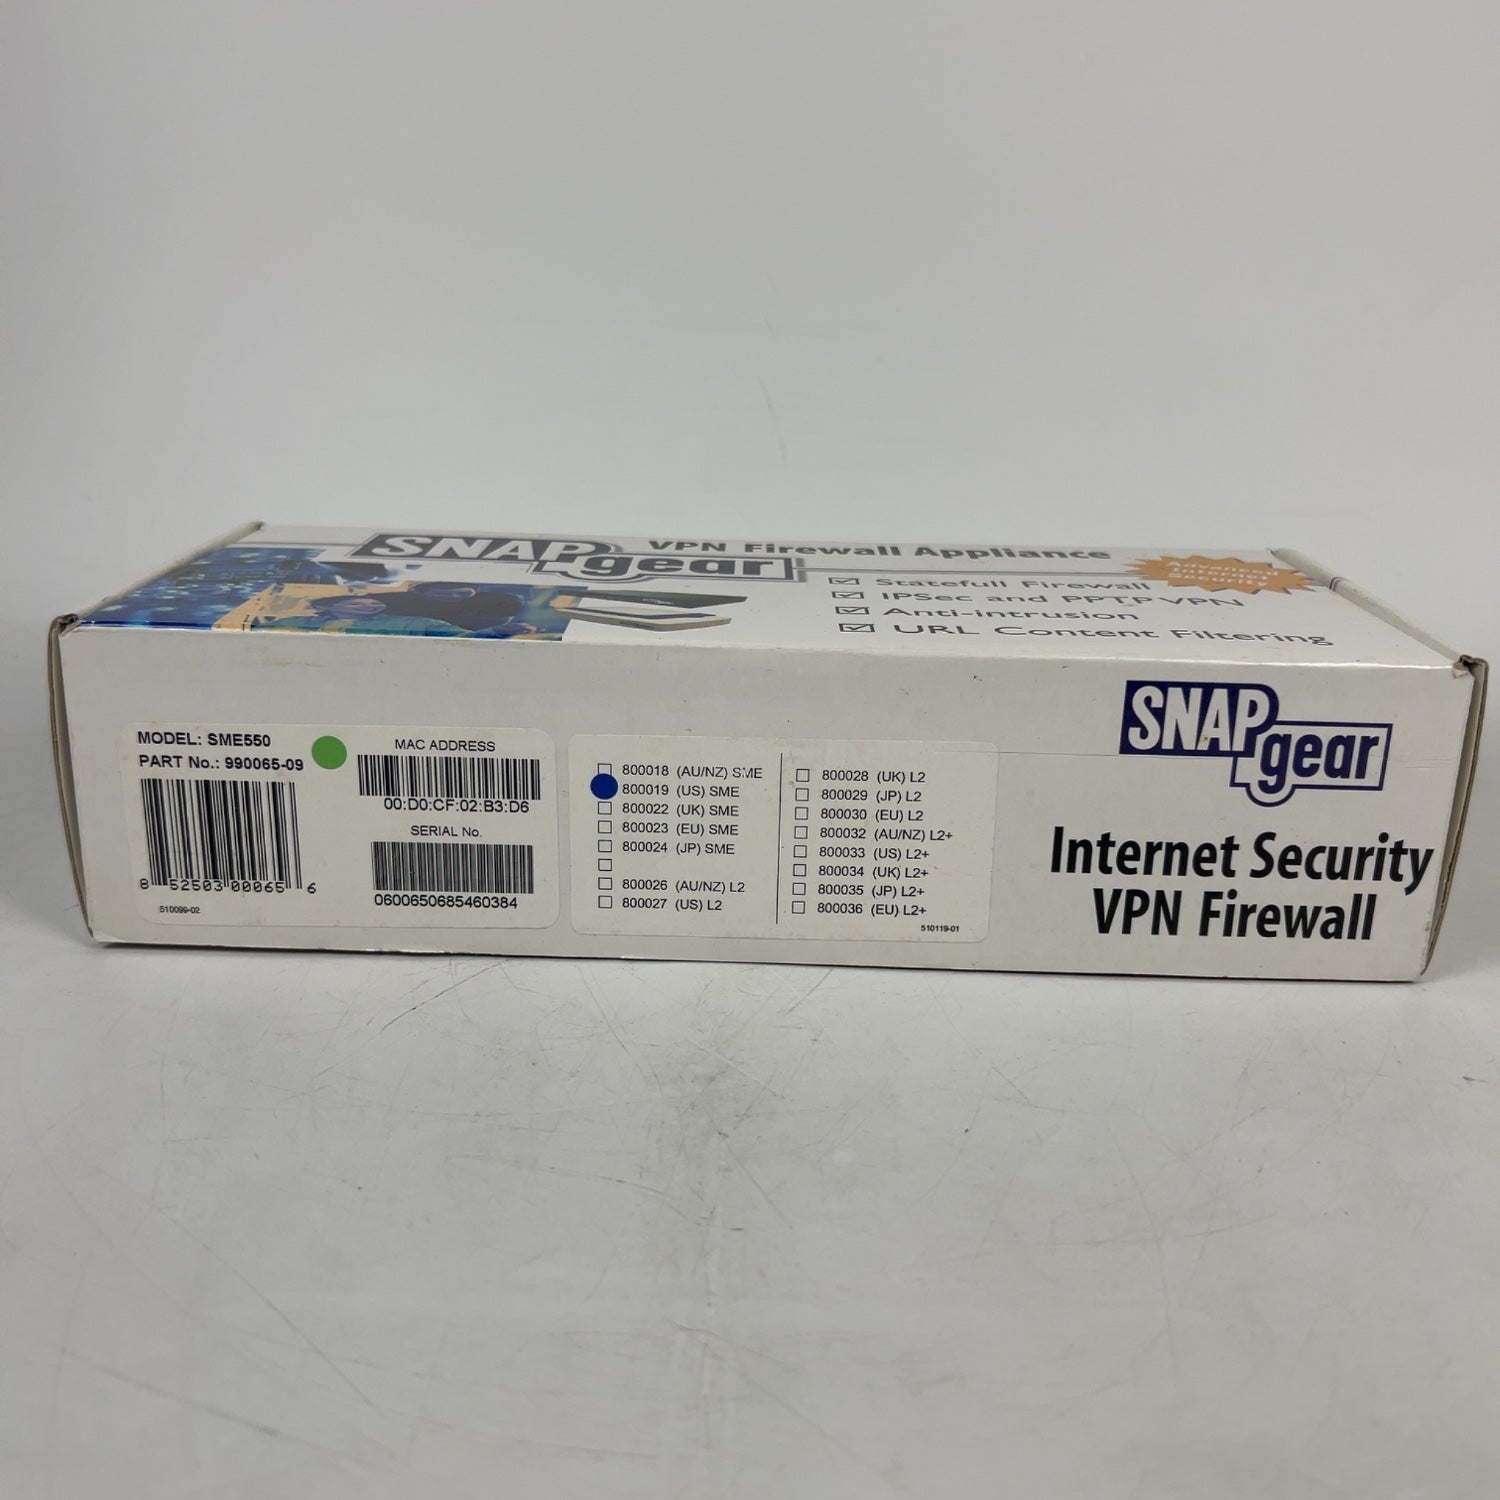 SNAP gear
VPN Firewall Appliance
Advanced
Internet
Security
Statefull Firewall
IPSec and PPTP VPN
Anti-intrusion
URL Content Filtering
MODEL: SME550
PART No.: 990065-09
8 52503 00065 6
510099-02
MAC ADDRESS
00:D0:CF:02:B3:D6
SERIAL No.
0600650685460384
800018 (AU/NZ) SME
800019 (US) SME
800022 (UK) SME
800023 (EU) SME
800024 (JP) SME
800026 (AU/NZ) L2
800027 (US) L2
800028 (UK) L2
800029 (JP) L2
800030 (EU) L2
800032 (AU/NZ) L2+
800033 (US) L2+
800034 (UK) L2+
800035 (JP) L2+
800036 (EU) L2+
510119-01
SNAP gear
Internet Security
VPN Firewall